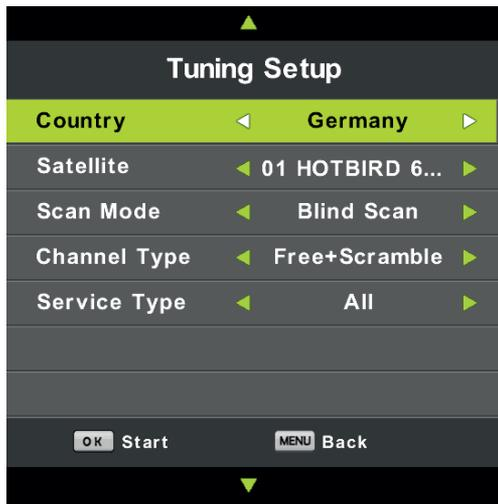 Tuning Setup
Country Germany
Satellite 01 HOTBIRD 6...
Scan Mode Blind Scan
Channel Type Free+Scramble
Service Type All
OK Start MENU Back